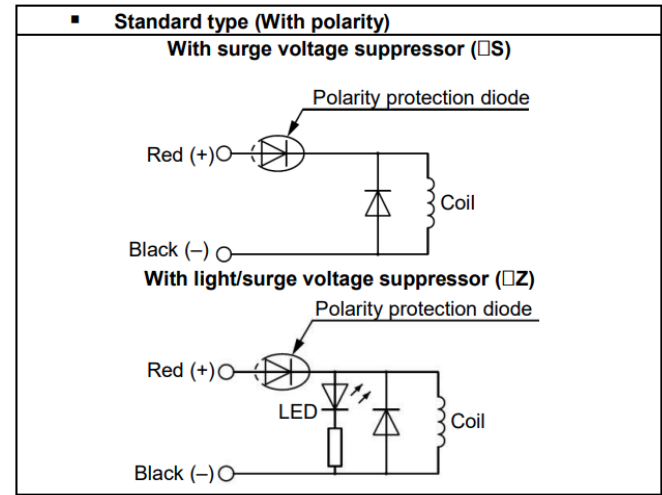 ▪ Standard type (With polarity)
With surge voltage suppressor (□S)
Polarity protection diode
Red (+)
Coil
Black (–)
With light/surge voltage suppressor (□Z)
Polarity protection diode
Red (+)
LED
Coil
Black (–)